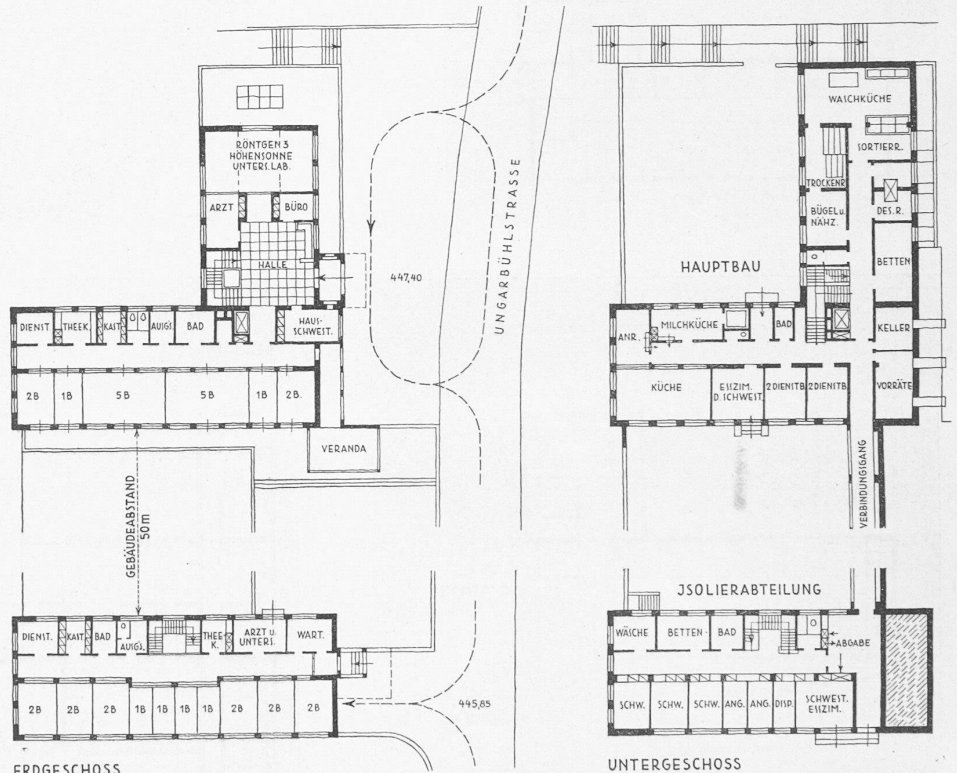 RÖNTGEN 3
HÖHENSONNE
UNTERS. LAB.
ARZT
BÜRO
HALLE
447,40
UNGARBÜHLSTRASSE
DIENST
THEEK.
KAST.
AUSG.
BAD
HAUS-
SCHWEST.
2B
1B
5B
5B
1B
2B.
VERANDA
GEBÄUDEABSTAND
50 m
DIENST.
KAST.
BAD
AUSG.
THEE-
K.
ARZT u.
UNTERS.
WART.
2B
2B
2B
1B
1B
1B
1B
2B
2B
2B
445,85
ERDGESCHOSS
WASCHKÜCHE
SORTIERR.
TROCKENR.
BÜGEL u.
NÄHZ.
DES. R.
BETTEN
HAUPTBAU
ANR.
MILCHKÜCHE
BAD
KELLER
KÜCHE
ESSZIM.
D. SCHWEST.
2 DIENSTB.
2 DIENSTB.
VORRÄTE
VERBINDUNGSGANG
JSOLIERABTEILUNG
WÄSCHE
BETTEN
BAD
ABGABE
SCHW.
SCHW.
SCHW.
ANG.
ANG.
DISP.
SCHWEST.
ESSZIM.
UNTERGESCHOSS